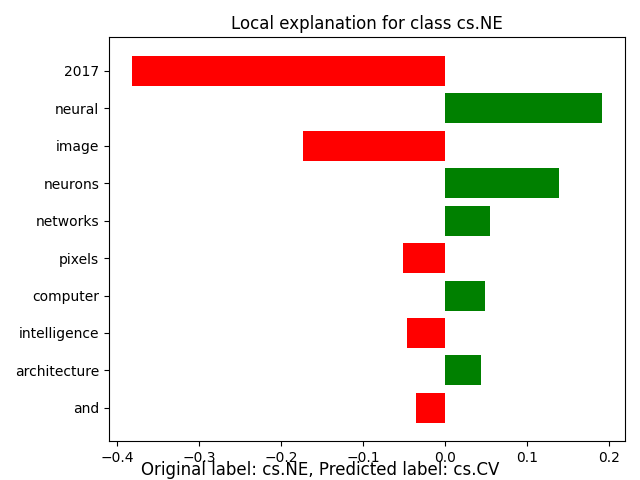 Local explanation for class cs.NE
2017
neural
image
neurons
networks
pixels
computer
intelligence
architecture
and
−0.4 −0.3 −0.2 −0.1 0.0 0.1 0.2
Original label: cs.NE, Predicted label: cs.CV